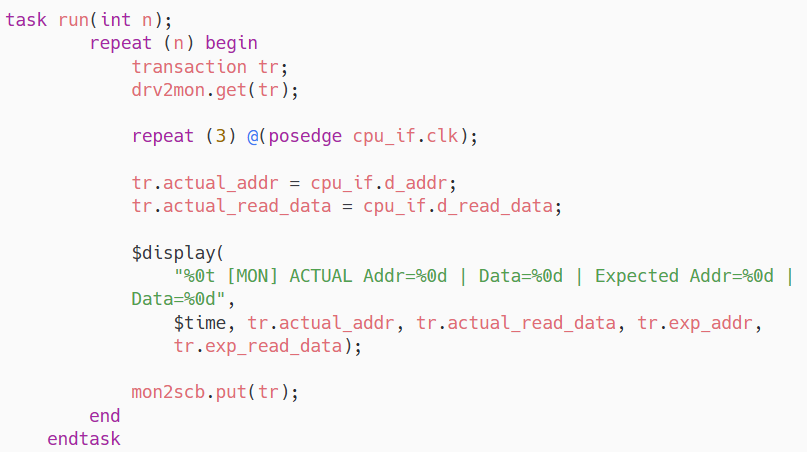 task run(int n);
repeat (n) begin
transaction tr;
drv2mon.get(tr);
repeat (3) @(posedge cpu_if.clk);
tr.actual_addr = cpu_if.d_addr;
tr.actual_read_data = cpu_if.d_read_data;
$display(
"%0t [MON] ACTUAL Addr=%0d | Data=%0d | Expected Addr=%0d |
Data=%0d",
$time, tr.actual_addr, tr.actual_read_data, tr.exp_addr,
tr.exp_read_data);
mon2scb.put(tr);
end
endtask